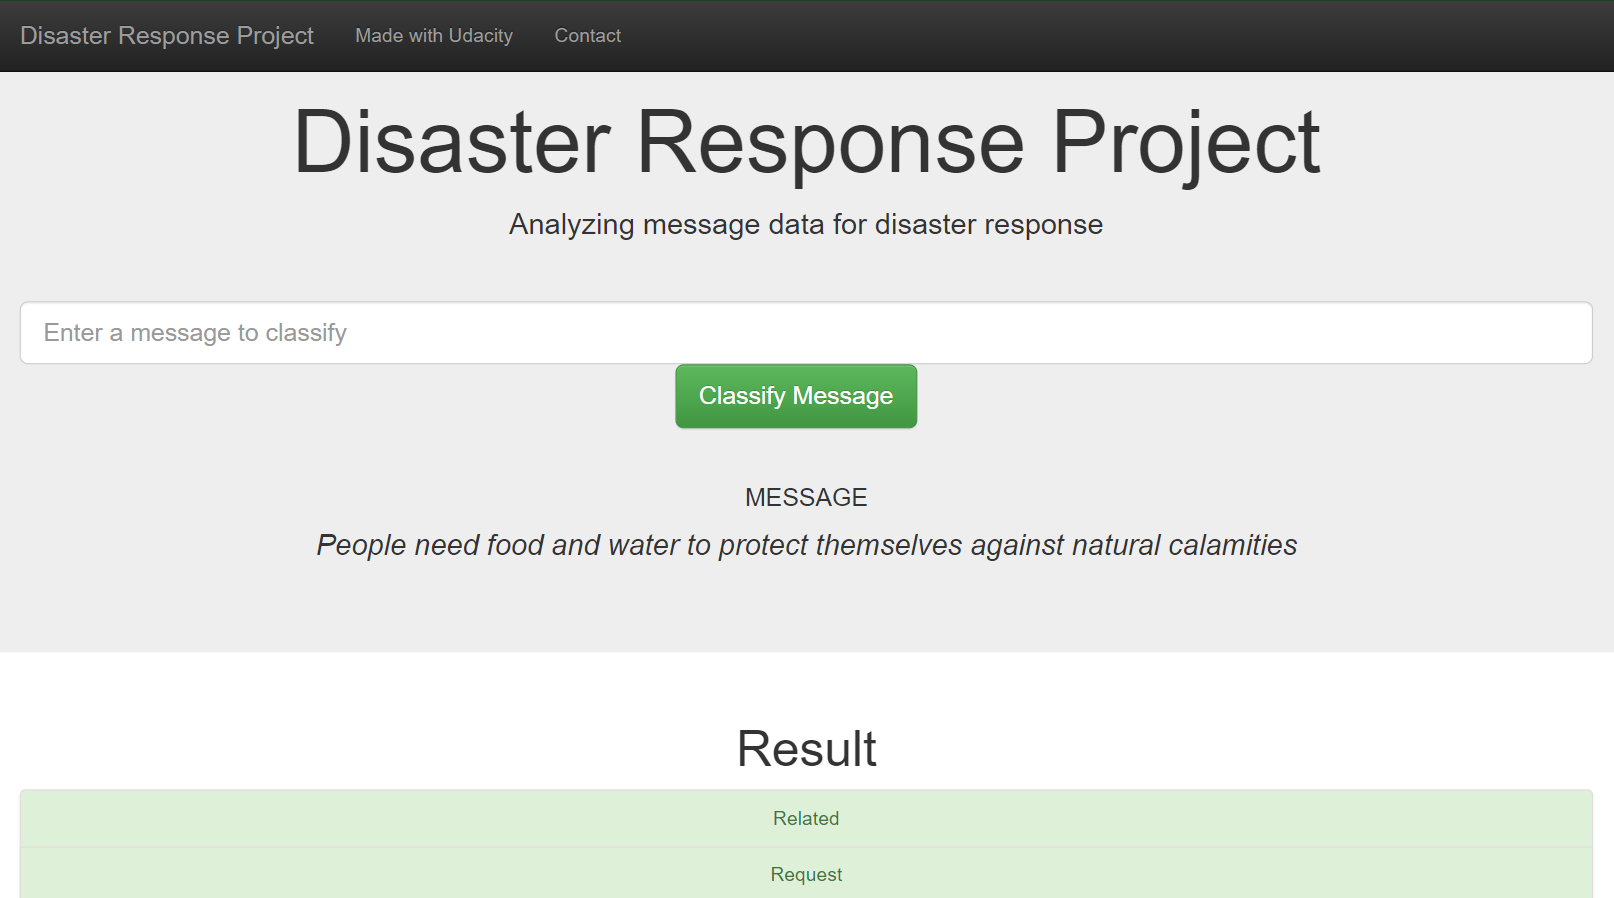 Disaster Response Project Made with Udacity Contact
Disaster Response Project
Analyzing message data for disaster response
Enter a message to classify
Classify Message
MESSAGE
People need food and water to protect themselves against natural calamities
Result
Related
Request